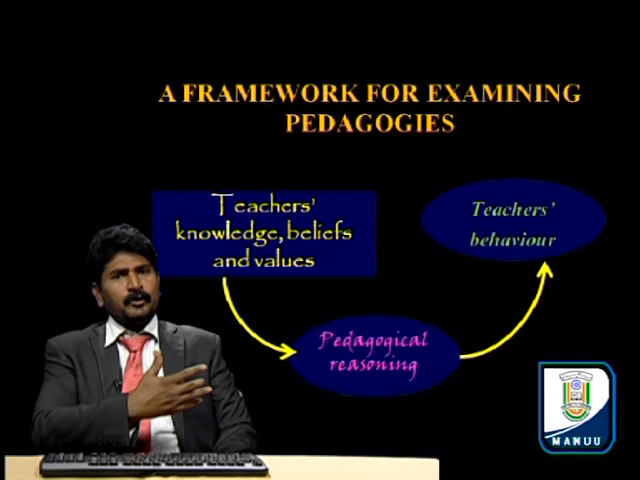 A FRAMEWORK FOR EXAMINING
PEDAGOGIES
Teachers'
knowledge, beliefs
and values
Teachers'
behaviour
Pedagogical
reasoning
MANUU